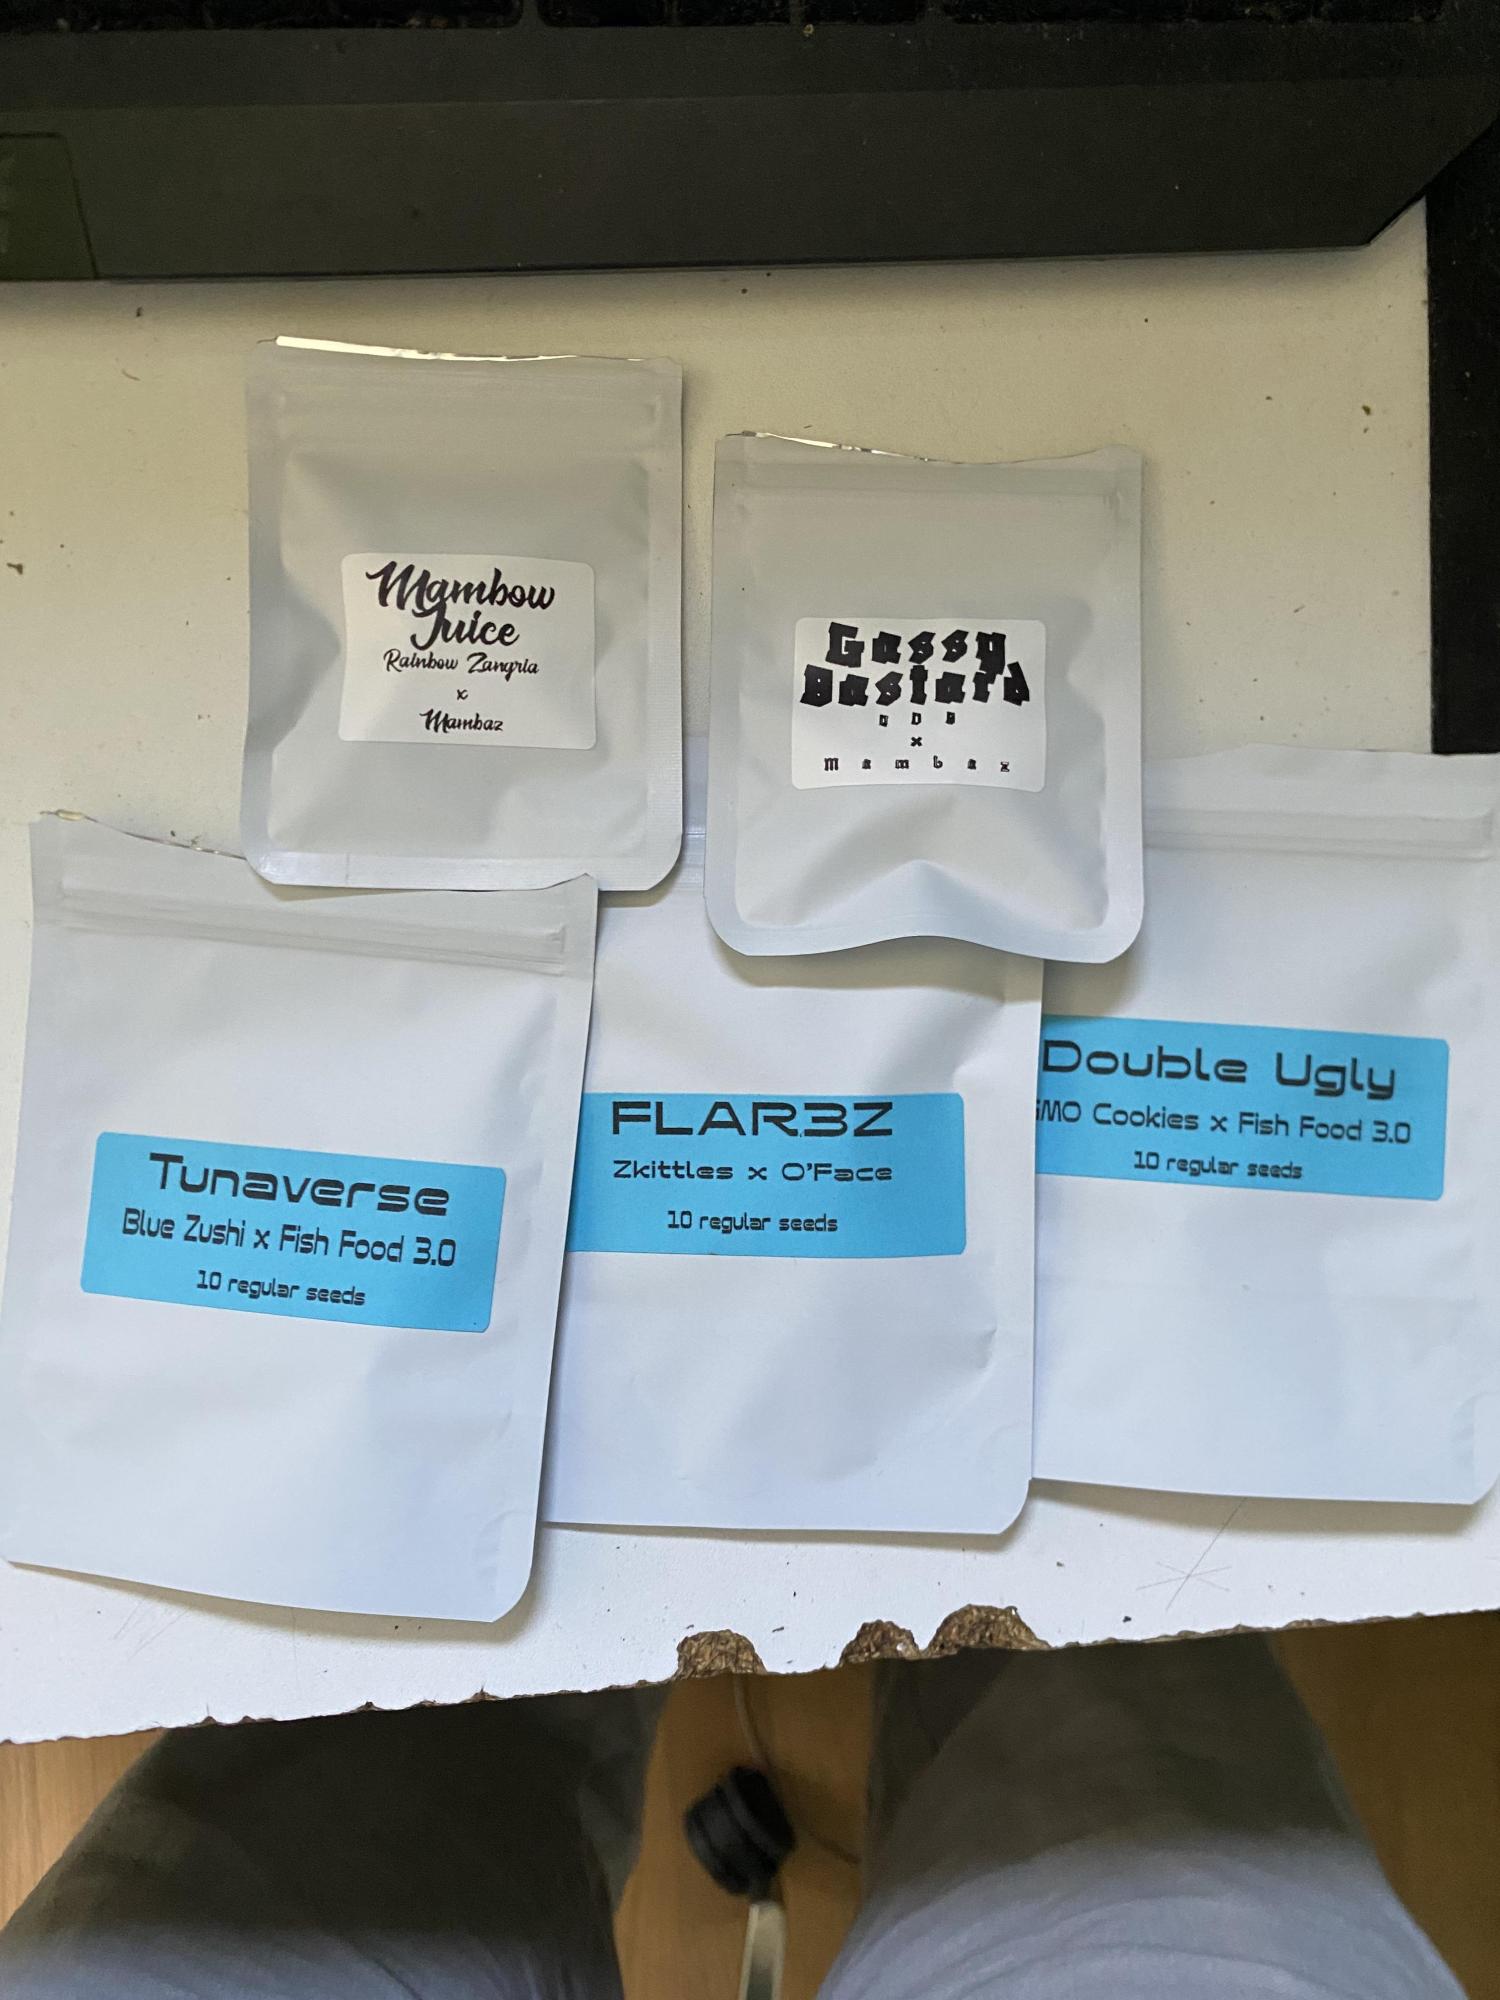 Mambow
Juice
Rainbow Zangria
x
Mambaz
Gassy
Bastard
x
Mambaz
Tunaverse
Blue Zushi x Fish Food 3.0
10 regular seeds
FLAR3Z
Zkittles x O'Face
10 regular seeds
Double Ugly
GMO Cookies x Fish Food 3.0
10 regular seeds